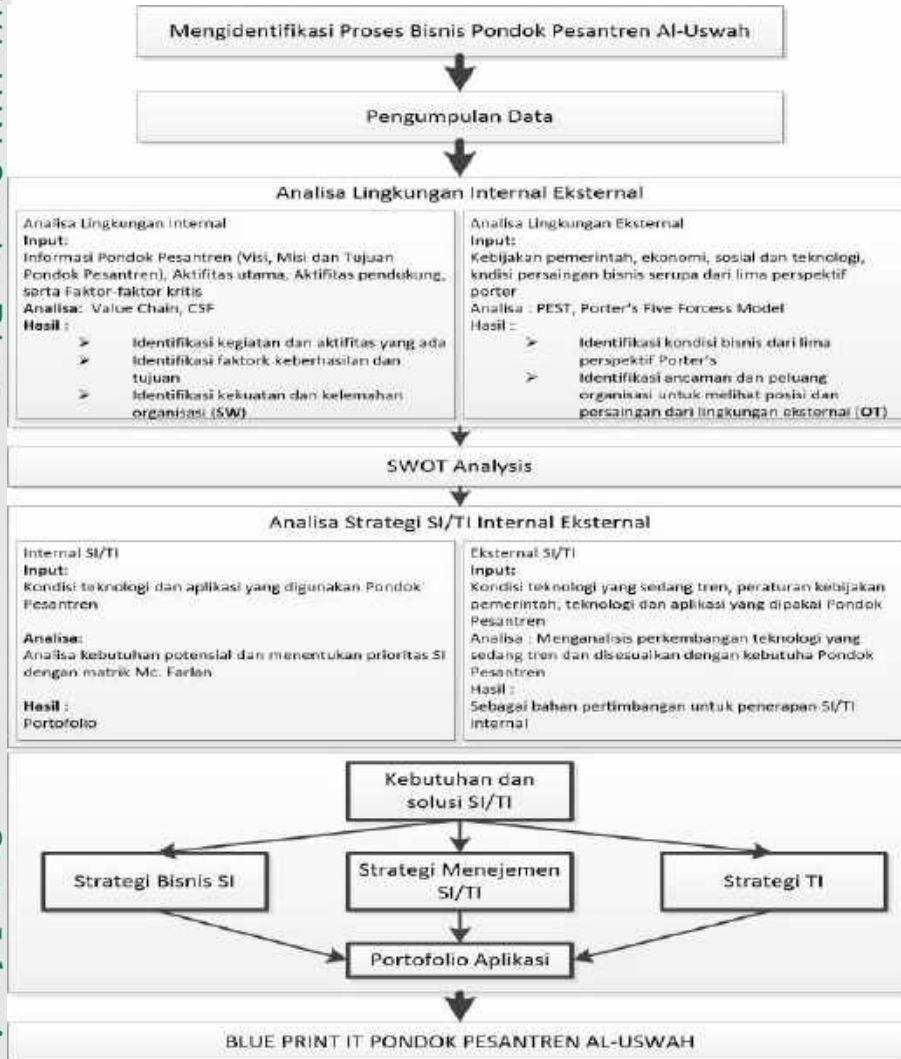 Mengidentifikasi Proses Bisnis Pondok Pesantren Al-Uswah
Pengumpulan Data
Analisa Lingkungan Internal Eksternal
Analisa Lingkungan Internal
Input:
Informasi Pondok Pesantren (Visi, Misi dan Tujuan
Pondok Pesantren), Aktifitas utama, Aktifitas pendukung,
serta Faktor-faktor kritis
Analisa: Value Chain, CSF
Hasil :
➢ Identifikasi kegiatan dan aktifitas yang ada
➢ Identifikasi faktork keberhasilan dan
tujuan
➢ Identifikasi kekuatan dan kelemahan
organisasi (SW)
Analisa Lingkungan Eksternal
Input:
Kebijakan pemerintah, ekonomi, sosial dan teknologi,
kndisi persaingan bisnis serupa dari lima perspektif
porter
Analisa : PEST, Porter's Five Forcess Model
Hasil :
➢ Identifikasi kondisi bisnis dari lima
perspektif Porter's
➢ Identifikasi ancaman dan peluang
organisasi untuk melihat posisi dan
persaingan dari lingkungan eksternal (OT)
SWOT Analysis
Analisa Strategi SI/TI Internal Eksternal
Internal SI/TI
Input:
Kondisi teknologi dan aplikasi yang digunakan Pondok
Pesantren
Analisa:
Analisa kebutuhan potensial dan menentukan prioritas SI
dengan matrik Mc. Farlan
Hasil :
Portofolio
Eksternal SI/TI
Input:
Kondisi teknologi yang sedang tren, peraturan kebijakan
pemerintah, teknologi dan aplikasi yang dipakai Pondok
Pesantren
Analisa : Menganalisis perkembangan teknologi yang
sedang tren dan disesuaikan dengan kebutuha Pondok
Pesantren
Hasil :
Sebagai bahan pertimbangan untuk penerapan SI/TI
internal
Kebutuhan dan
solusi SI/TI
Strategi Bisnis SI
Strategi Menejemen
SI/TI
Strategi TI
Portofolio Aplikasi
BLUE PRINT IT PONDOK PESANTREN AL-USWAH